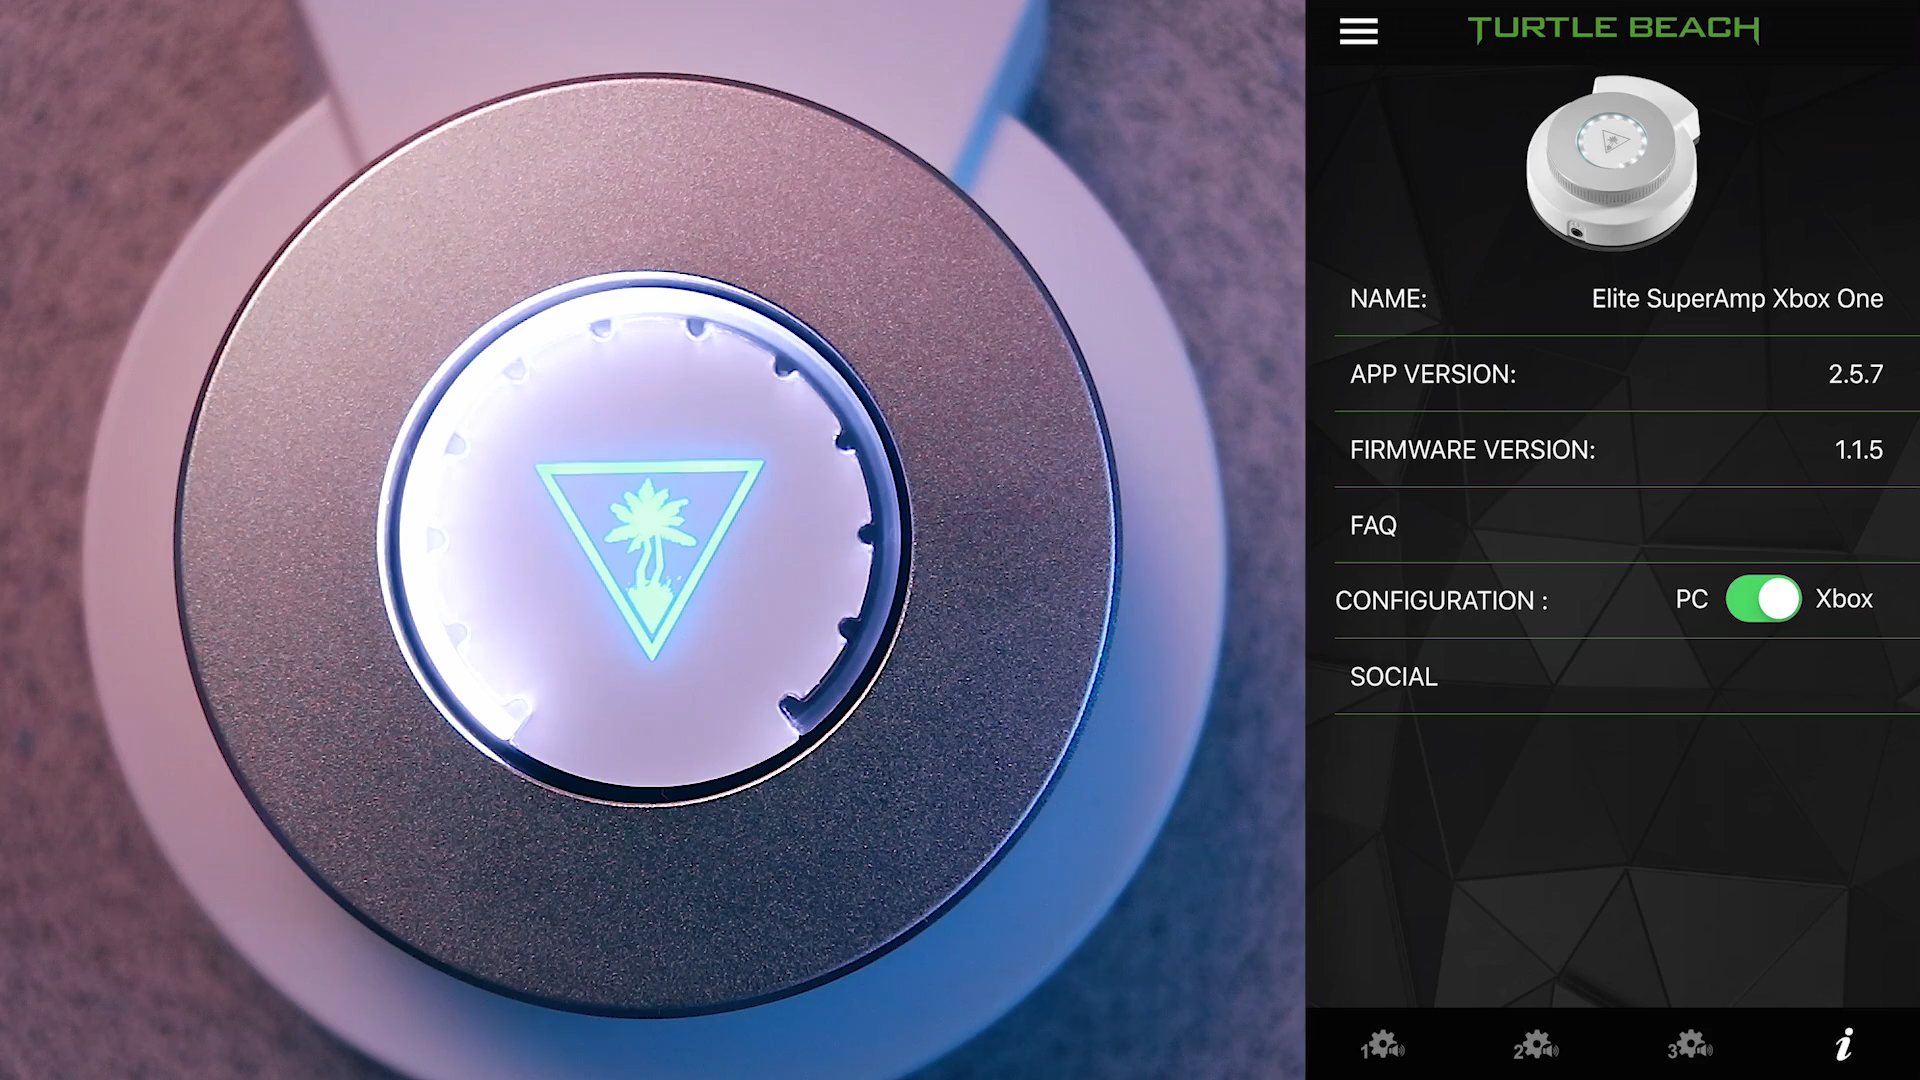 TURTLE BEACH
NAME: Elite SuperAmp Xbox One
APP VERSION: 2.5.7
FIRMWARE VERSION: 1.1.5
FAQ
CONFIGURATION : PC Xbox
SOCIAL
1 2 3 i